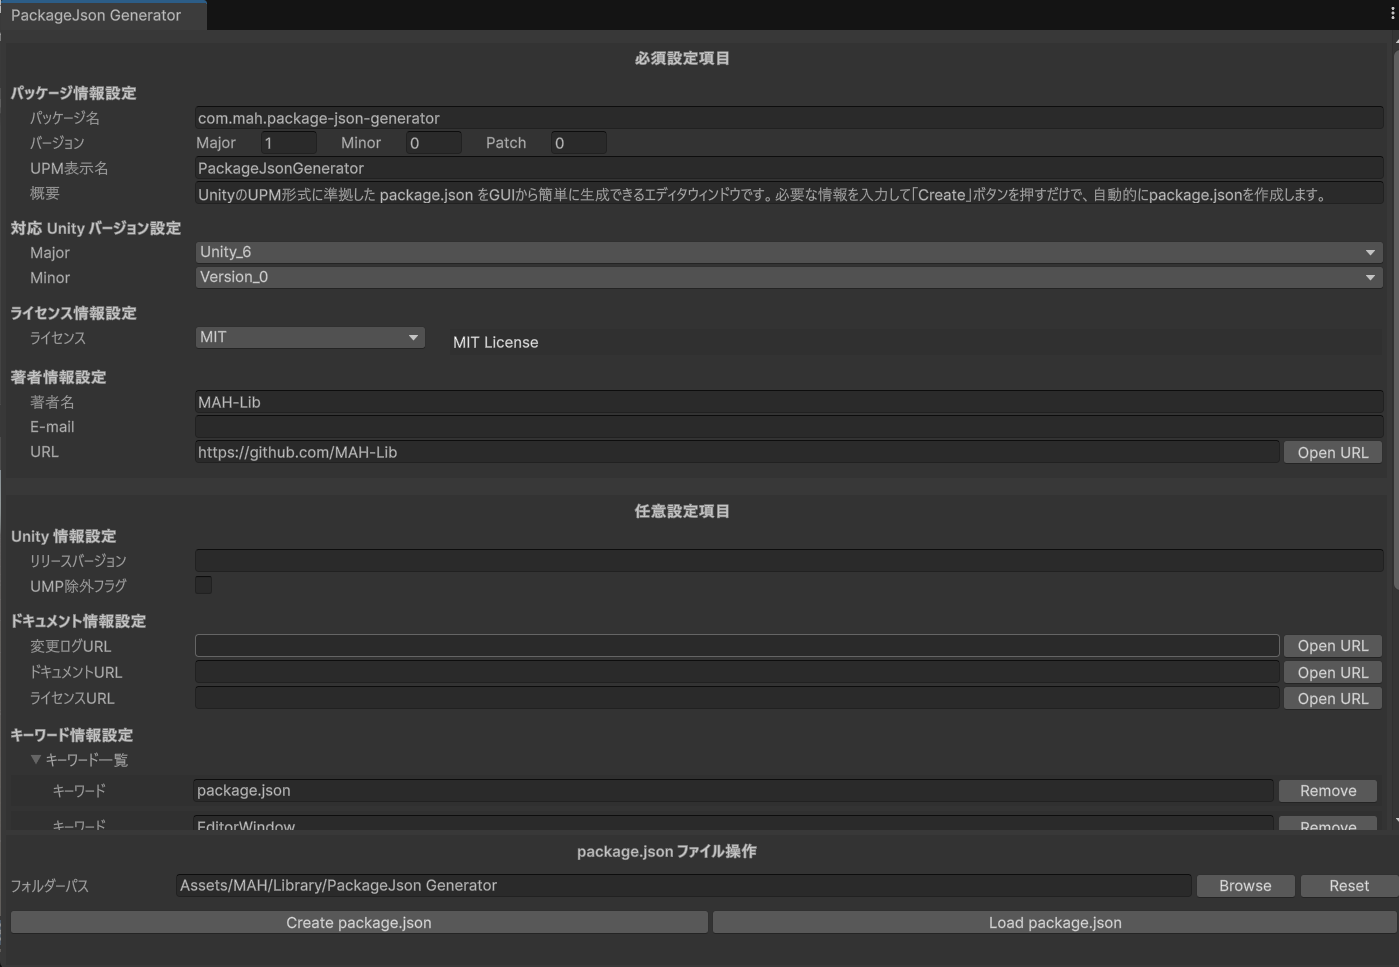 PackageJson Generator
必須設定項目
パッケージ情報設定
パッケージ名 com.mah.package-json-generator
バージョン Major 1 Minor 0 Patch 0
UPM表示名 PackageJsonGenerator
概要 UnityのUPM形式に準拠した package.json をGUIから簡単に生成できるエディタウィンドウです。必要な情報を入力して「Create」ボタンを押すだけで、自動的にpackage.jsonを作成します。
対応 Unity バージョン設定
Major Unity_6
Minor Version_0
ライセンス情報設定
ライセンス MIT MIT License
著者情報設定
著者名 MAH-Lib
E-mail
URL https://github.com/MAH-Lib Open URL
任意設定項目
Unity 情報設定
リリースバージョン
UMP除外フラグ
ドキュメント情報設定
変更ログURL Open URL
ドキュメントURL Open URL
ライセンスURL Open URL
キーワード情報設定
キーワード一覧
キーワード package.json Remove
キーワード EditorWindow Remove
package.json ファイル操作
フォルダーパス Assets/MAH/Library/PackageJson Generator Browse Reset
Create package.json Load package.json